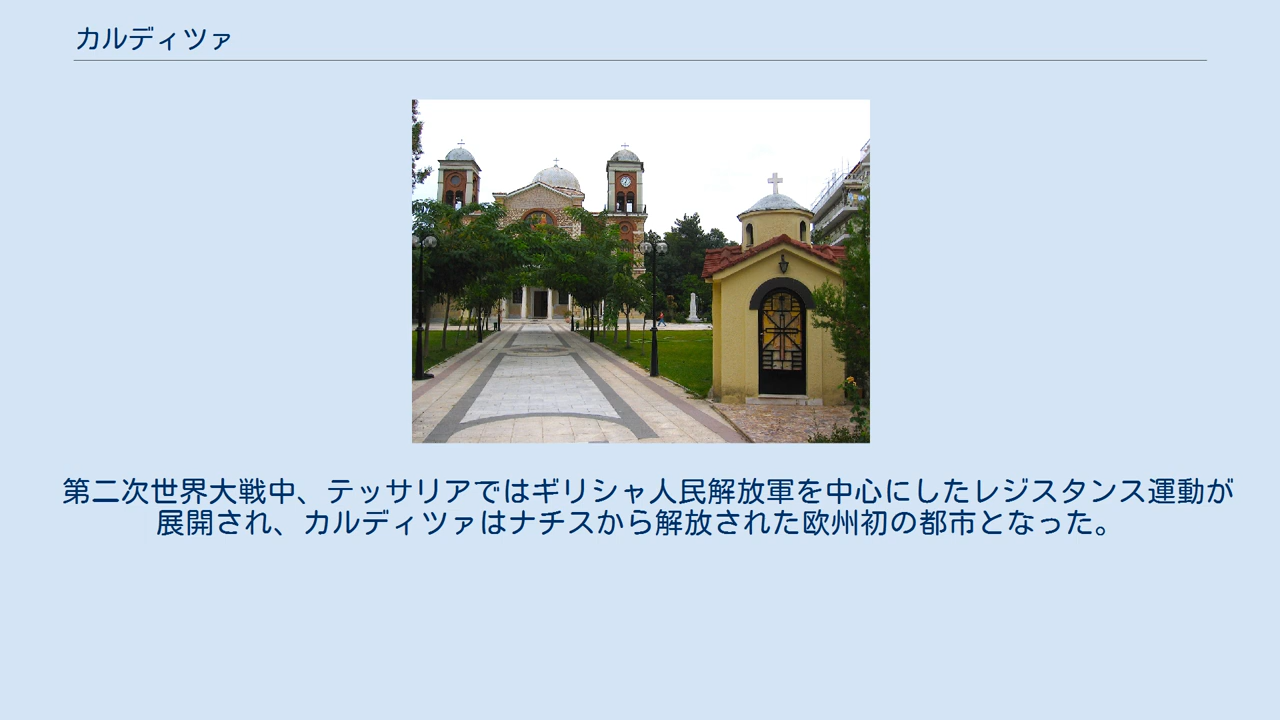 カルディツァ
第二次世界大戦中、テッサリアではギリシャ人民解放軍を中心にしたレジスタンス運動が
展開され、カルディツァはナチスから解放された欧州初の都市となった。